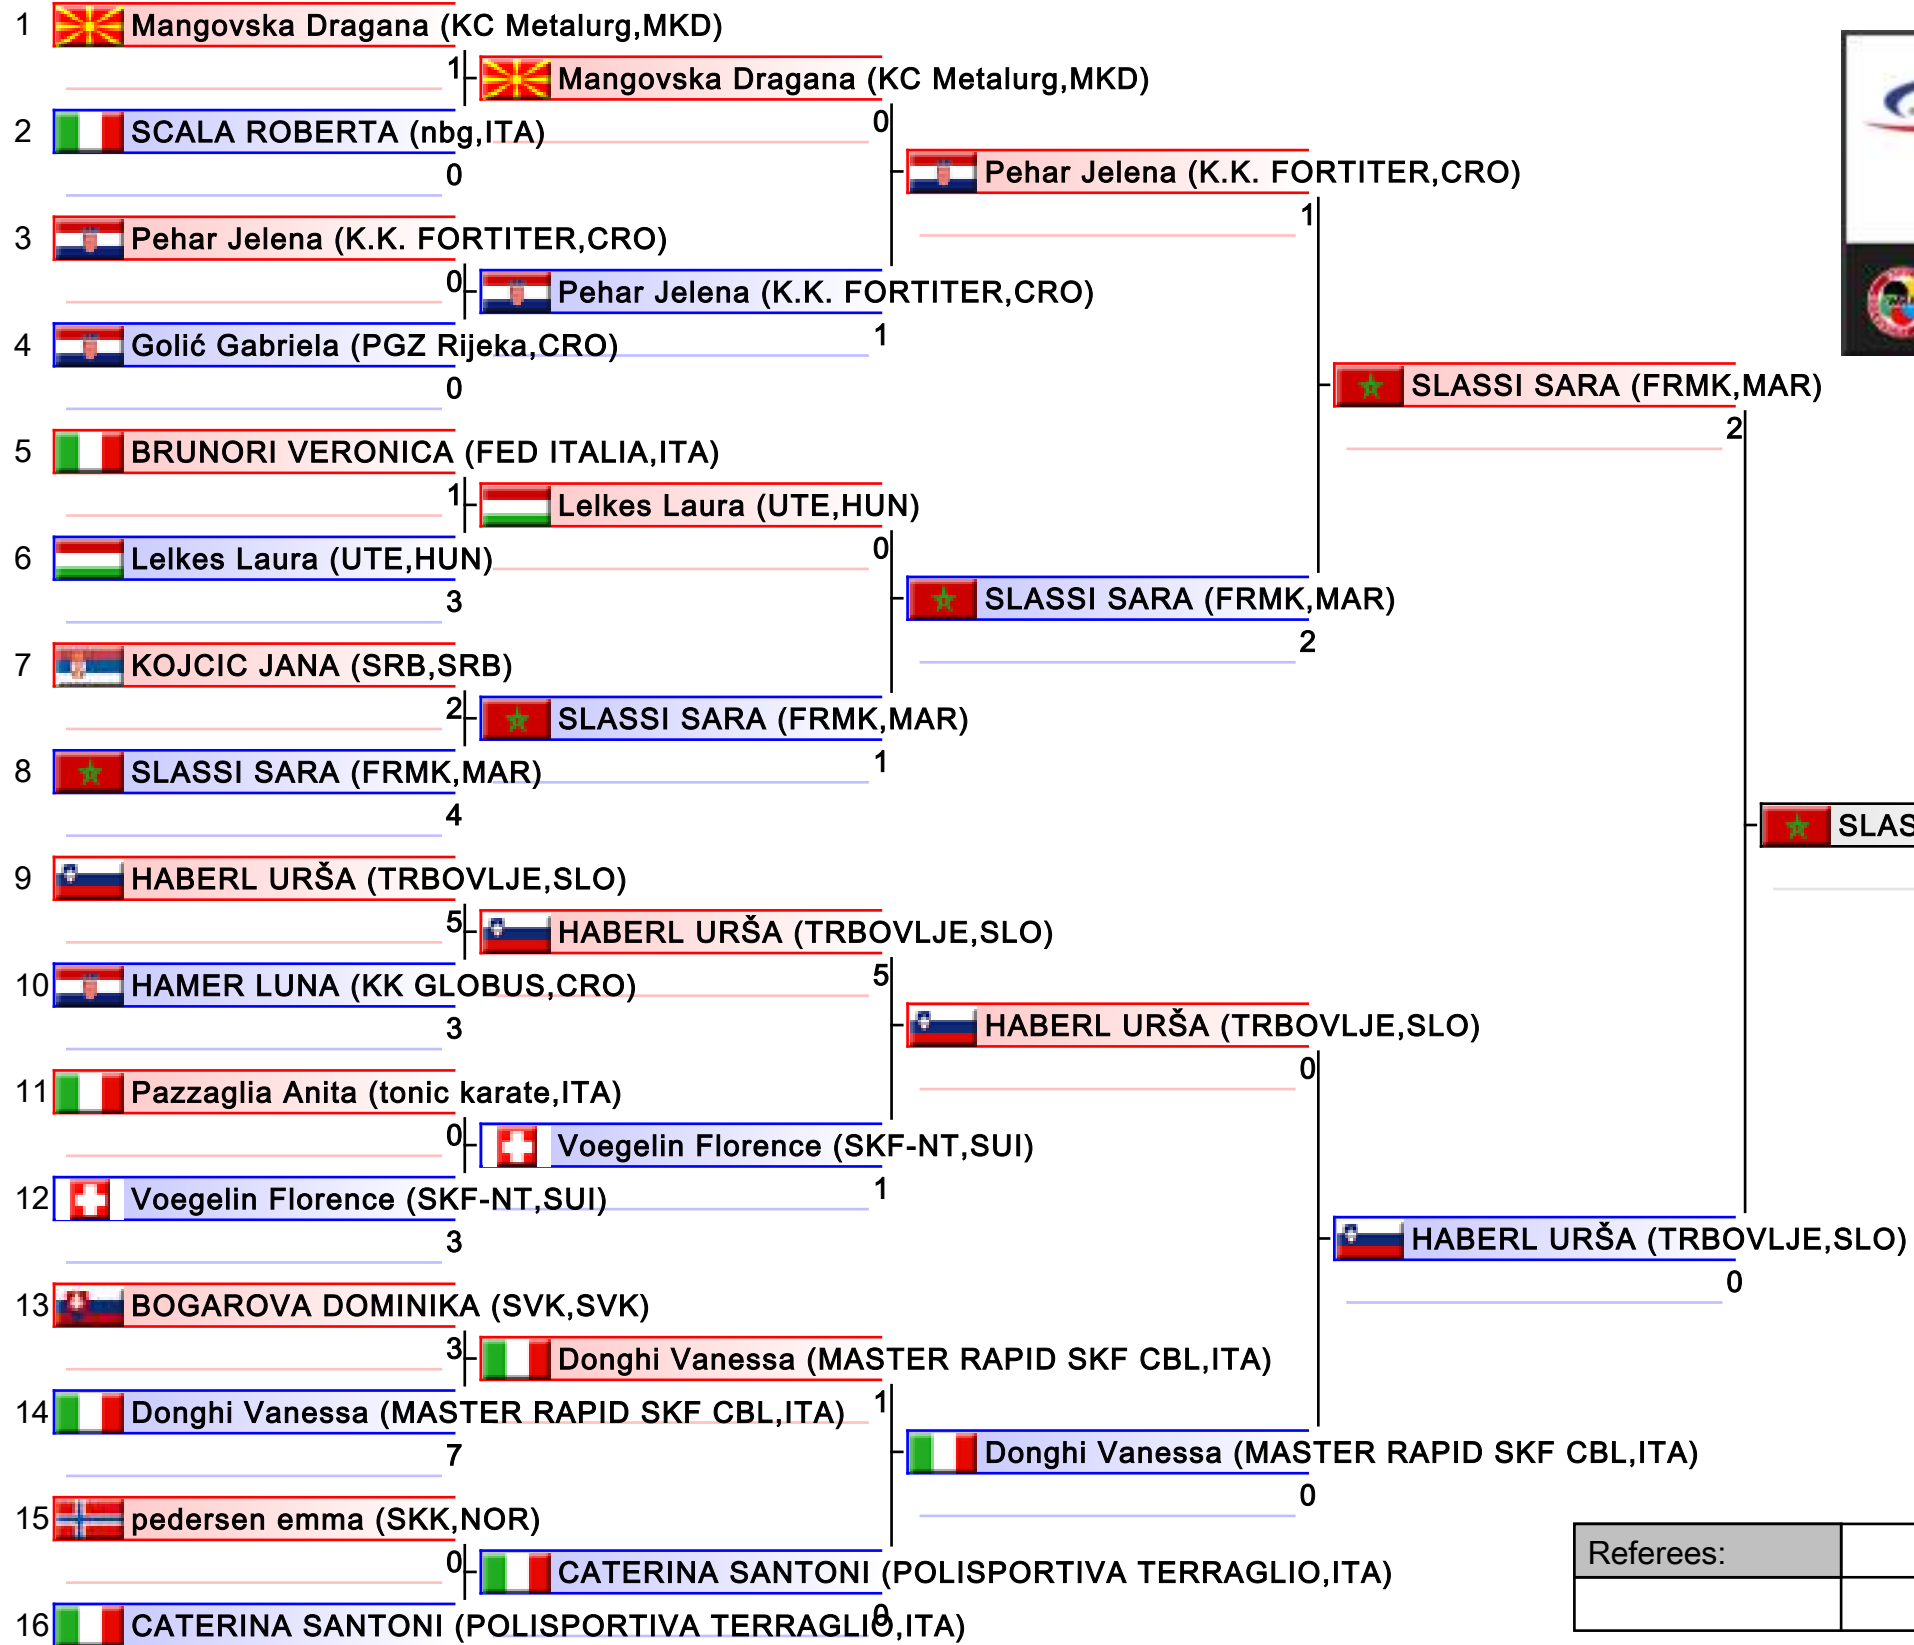 1 Mangovska Dragana (KC Metalurg,MKD)
1
Mangovska Dragana (KC Metalurg,MKD)
0
2 SCALA ROBERTA (nbg,ITA)
0
Pehar Jelena (K.K. FORTITER,CRO)
1
3 Pehar Jelena (K.K. FORTITER,CRO)
0
Pehar Jelena (K.K. FORTITER,CRO)
1
4 Golić Gabriela (PGZ Rijeka,CRO)
0
SLASSI SARA (FRMK,MAR)
2
5 BRUNORI VERONICA (FED ITALIA,ITA)
1
Lelkes Laura (UTE,HUN)
0
6 Lelkes Laura (UTE,HUN)
3
SLASSI SARA (FRMK,MAR)
2
7 KOJCIC JANA (SRB,SRB)
2
SLASSI SARA (FRMK,MAR)
1
8 SLASSI SARA (FRMK,MAR)
4
SLAS
9 HABERL URŠA (TRBOVLJE,SLO)
5
HABERL URŠA (TRBOVLJE,SLO)
5
10 HAMER LUNA (KK GLOBUS,CRO)
3
HABERL URŠA (TRBOVLJE,SLO)
0
11 Pazzaglia Anita (tonic karate,ITA)
0
Voegelin Florence (SKF-NT,SUI)
1
12 Voegelin Florence (SKF-NT,SUI)
3
HABERL URŠA (TRBOVLJE,SLO)
0
13 BOGAROVA DOMINIKA (SVK,SVK)
3
Donghi Vanessa (MASTER RAPID SKF CBL,ITA)
1
14 Donghi Vanessa (MASTER RAPID SKF CBL,ITA)
7
Donghi Vanessa (MASTER RAPID SKF CBL,ITA)
0
15 pedersen emma (SKK,NOR)
0
CATERINA SANTONI (POLISPORTIVA TERRAGLIO,ITA)
0
16 CATERINA SANTONI (POLISPORTIVA TERRAGLIO,ITA)
Referees: